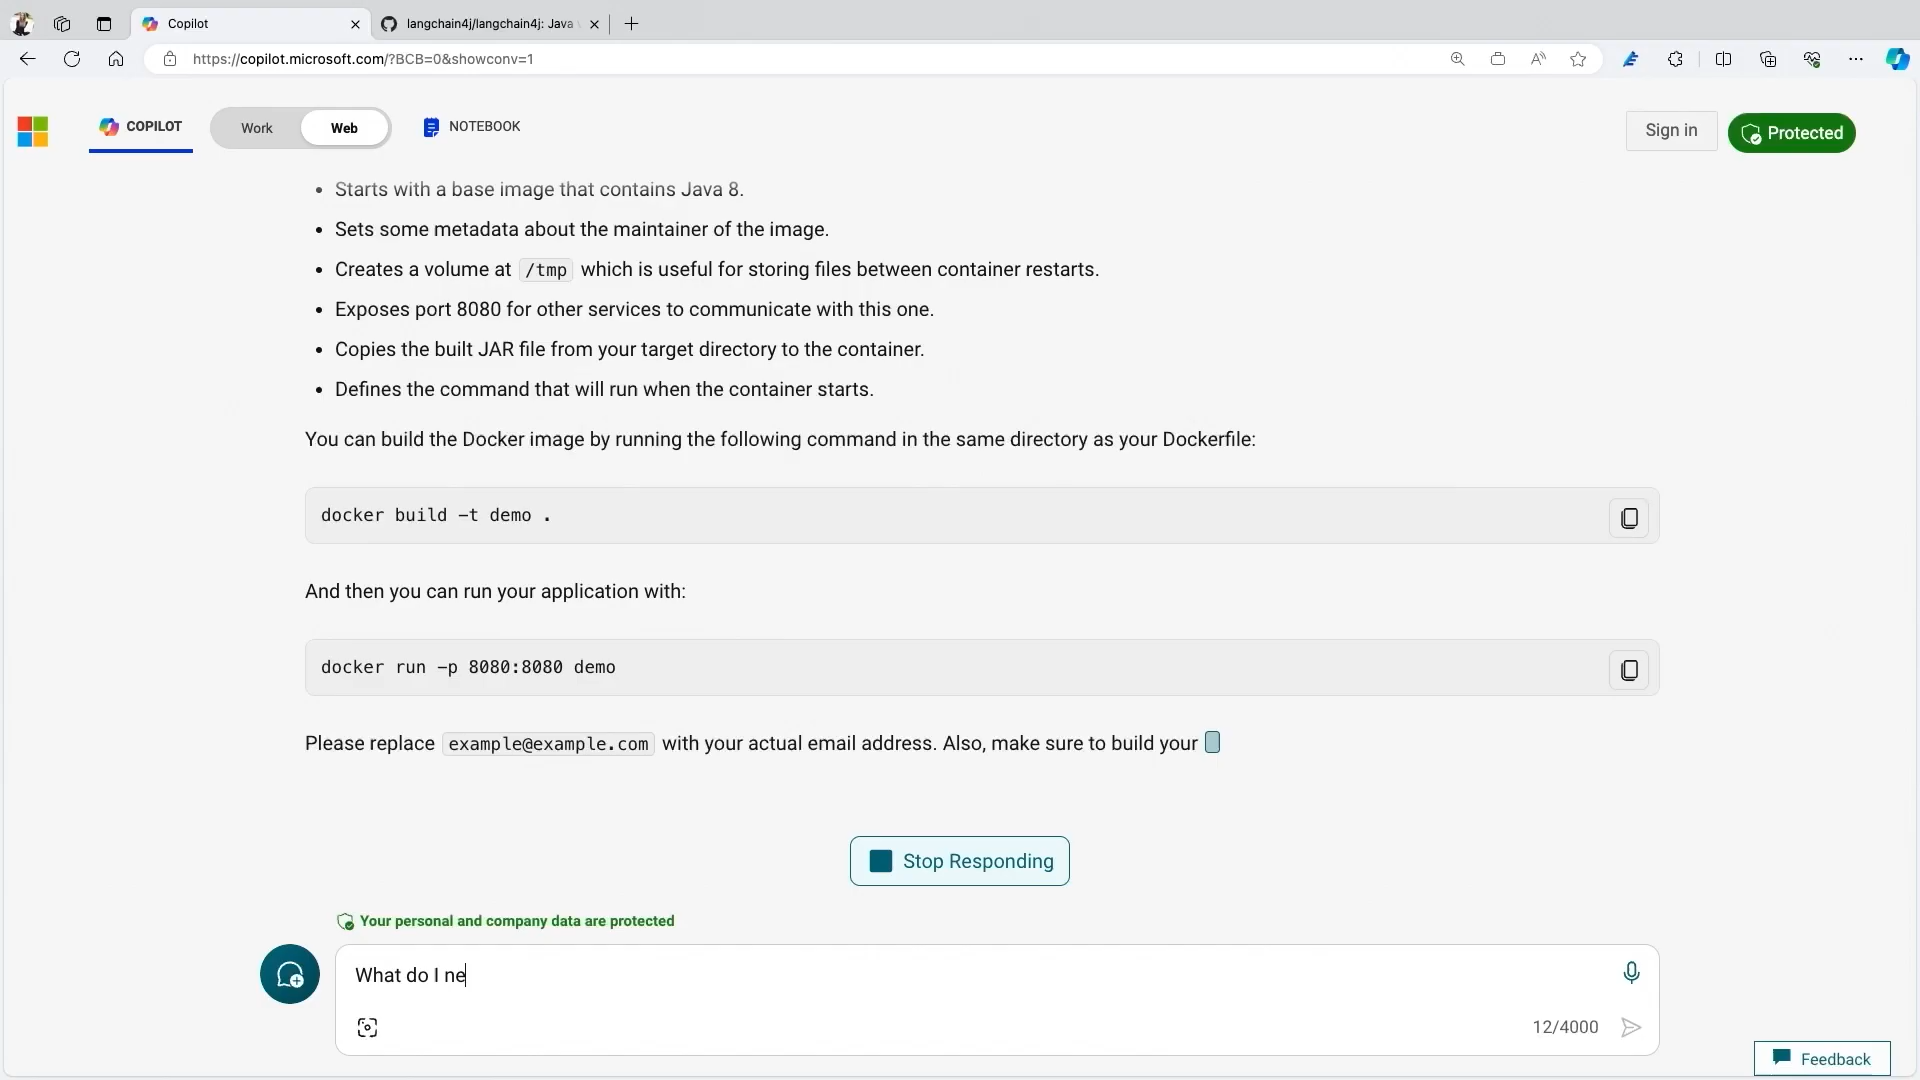 Copilot
langchain4j/langchain4j: Java
https://copilot.microsoft.com/?BCB=0&showconv=1
COPILOT
Work
Web
NOTEBOOK
Sign in
Protected
• Starts with a base image that contains Java 8.
• Sets some metadata about the maintainer of the image.
• Creates a volume at /tmp which is useful for storing files between container restarts.
• Exposes port 8080 for other services to communicate with this one.
• Copies the built JAR file from your target directory to the container.
• Defines the command that will run when the container starts.
You can build the Docker image by running the following command in the same directory as your Dockerfile:
docker build -t demo .
And then you can run your application with:
docker run -p 8080:8080 demo
Please replace example@example.com with your actual email address. Also, make sure to build your
Stop Responding
Your personal and company data are protected
What do I ne
12/4000
Feedback